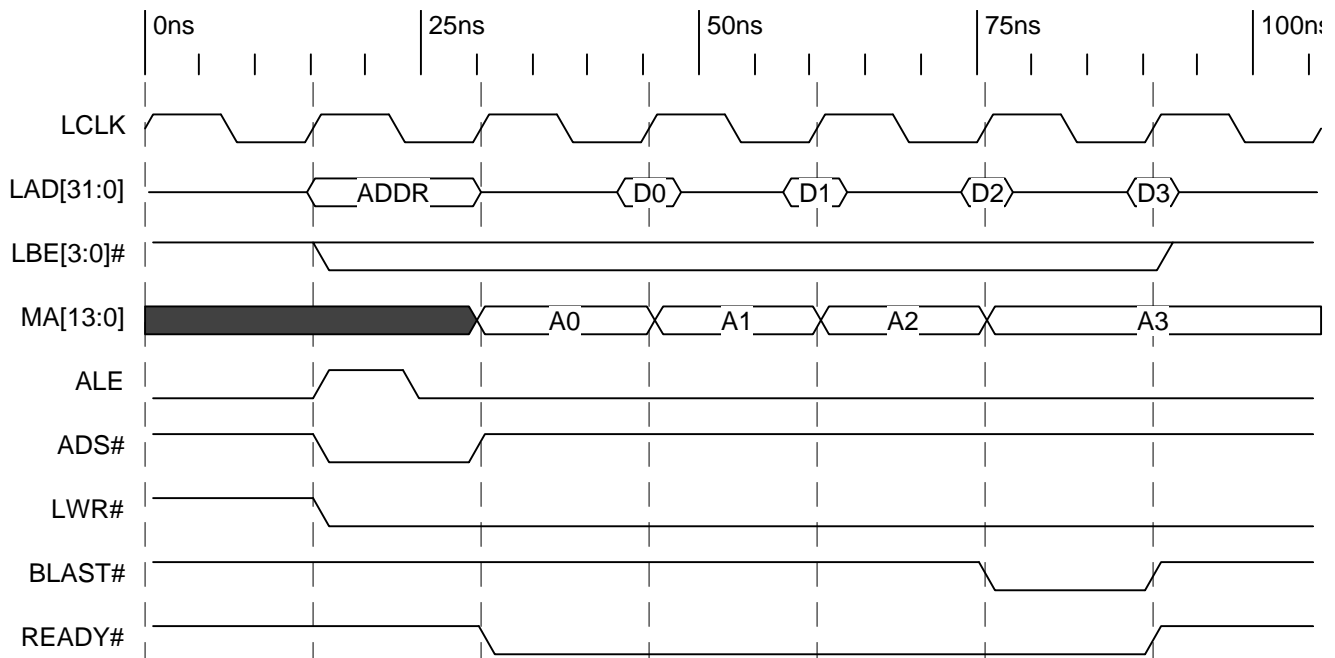 0ns 25ns 50ns 75ns 100ns
LCLK
LAD[31:0] ADDR D0 D1 D2 D3
LBE[3:0]#
MA[13:0] A0 A1 A2 A3
ALE
ADS#
LWR#
BLAST#
READY#